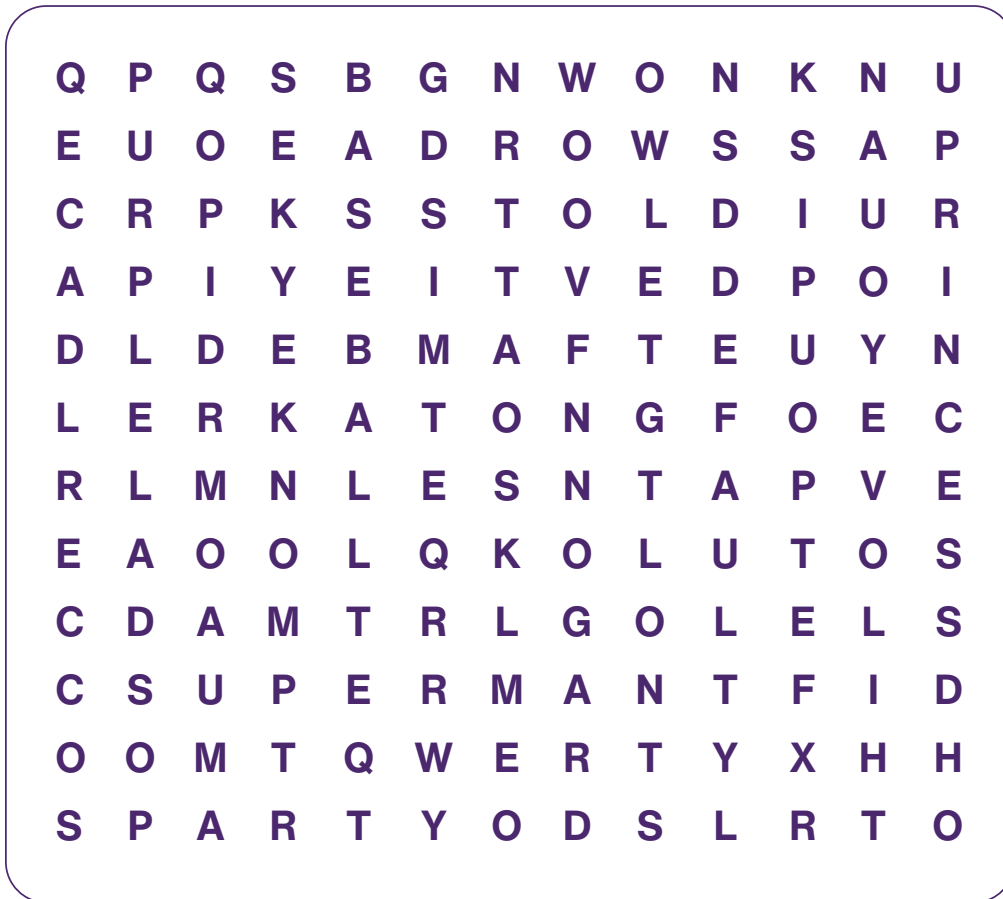 Q P Q S B G N W O N K N U
E U O E A D R O W S S A P
C R P K S S T O L D I U R
A P I Y E I T V E D P O I
D L D E B M A F T E U Y N
L E R K A T O N G F O E C
R L M N L E S N T A P V E
E A O O L Q K O L U T O S
C D A M T R L G O L E L S
C S U P E R M A N T F I D
O O M T Q W E R T Y X H H
S P A R T Y O D S L R T O